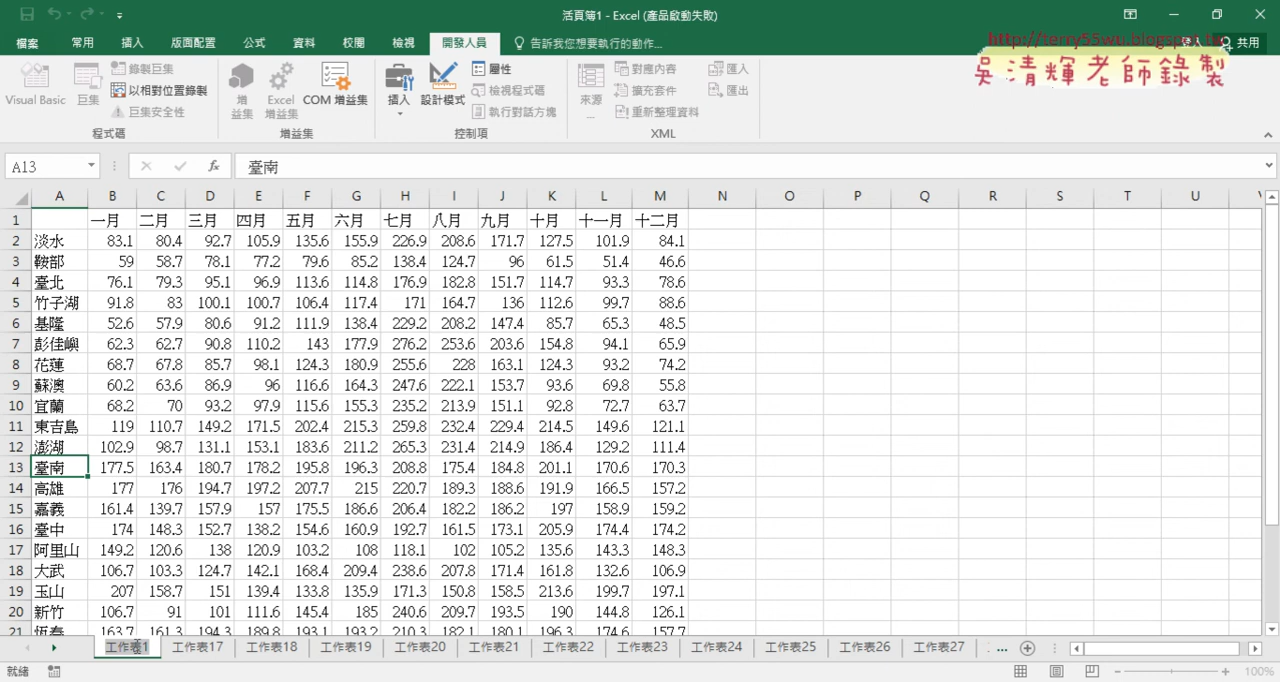 活頁簿1 - Excel (產品啟動失敗)
檔案 常用 插入 版面配置 公式 資料 校閱 檢視 開發人員 告訴我您想要執行的動作... 登入 共用
http://terry55wu.blogspot.tw
吳清輝老師錄製
Visual Basic 巨集 錄製巨集 以相對位置錄製 巨集安全性
程式碼
增益集 Excel 增益集 COM 增益集
增益集
插入 設計模式 屬性 檢視程式碼 執行對話方塊
控制項
來源 對應內容 擴充套件 重新整理資料 匯入 匯出
XML
A13 fx 臺南
A B C D E F G H I J K L M N O P Q R S T U
1 一月 二月 三月 四月 五月 六月 七月 八月 九月 十月 十一月 十二月
2 淡水 83.1 80.4 92.7 105.9 135.6 155.9 226.9 208.6 171.7 127.5 101.9 84.1
3 鞍部 59 58.7 78.1 77.2 79.6 85.2 138.4 124.7 96 61.5 51.4 46.6
4 臺北 76.1 79.3 95.1 96.9 113.6 114.8 176.9 182.8 151.7 114.7 93.3 78.6
5 竹子湖 91.8 83 100.1 100.7 106.4 117.4 171 164.7 136 112.6 99.7 88.6
6 基隆 52.6 57.9 80.6 91.2 111.9 138.4 229.2 208.2 147.4 85.7 65.3 48.5
7 彭佳嶼 62.3 62.7 90.8 110.2 143 177.9 276.2 253.6 203.6 154.8 94.1 65.9
8 花蓮 68.7 67.8 85.7 98.1 124.3 180.9 255.6 228 163.1 124.3 93.2 74.2
9 蘇澳 60.2 63.6 86.9 96 116.6 164.3 247.6 222.1 153.7 93.6 69.8 55.8
10 宜蘭 68.2 70 93.2 97.9 115.6 155.3 235.2 213.9 151.1 92.8 72.7 63.7
11 東吉島 119 110.7 149.2 171.5 202.4 215.3 259.8 232.4 229.4 214.5 149.6 121.1
12 澎湖 102.9 98.7 131.1 153.1 183.6 211.2 265.3 231.4 214.9 186.4 129.2 111.4
13 臺南 177.5 163.4 180.7 178.2 195.8 196.3 208.8 175.4 184.8 201.1 170.6 170.3
14 高雄 177 176 194.7 197.2 207.7 215 220.7 189.3 188.6 191.9 166.5 157.2
15 嘉義 161.4 139.7 157.9 157 175.5 186.6 206.4 182.2 186.2 197 158.9 159.2
16 臺中 174 148.3 152.7 138.2 154.6 160.9 192.7 161.5 173.1 205.9 174.4 174.2
17 阿里山 149.2 120.6 138 120.9 103.2 108 118.1 102 105.2 135.6 143.3 148.3
18 大武 106.7 103.3 124.7 142.1 168.4 209.4 238.6 207.8 171.4 161.8 132.6 106.9
19 玉山 207 158.7 151 139.4 133.8 135.9 171.3 150.8 158.5 213.6 199.7 197.1
20 新竹 106.7 91 101 111.6 145.4 185 240.6 209.7 193.5 190 144.8 126.1
21 恆春 163.7 161.3 194.3 189.8 193.1 193.2 210.3 182.1 180.1 196.3 174.6 157.7
工作表1 工作表17 工作表18 工作表19 工作表20 工作表21 工作表22 工作表23 工作表24 工作表25 工作表26 工作表27 ...
就緒 100%